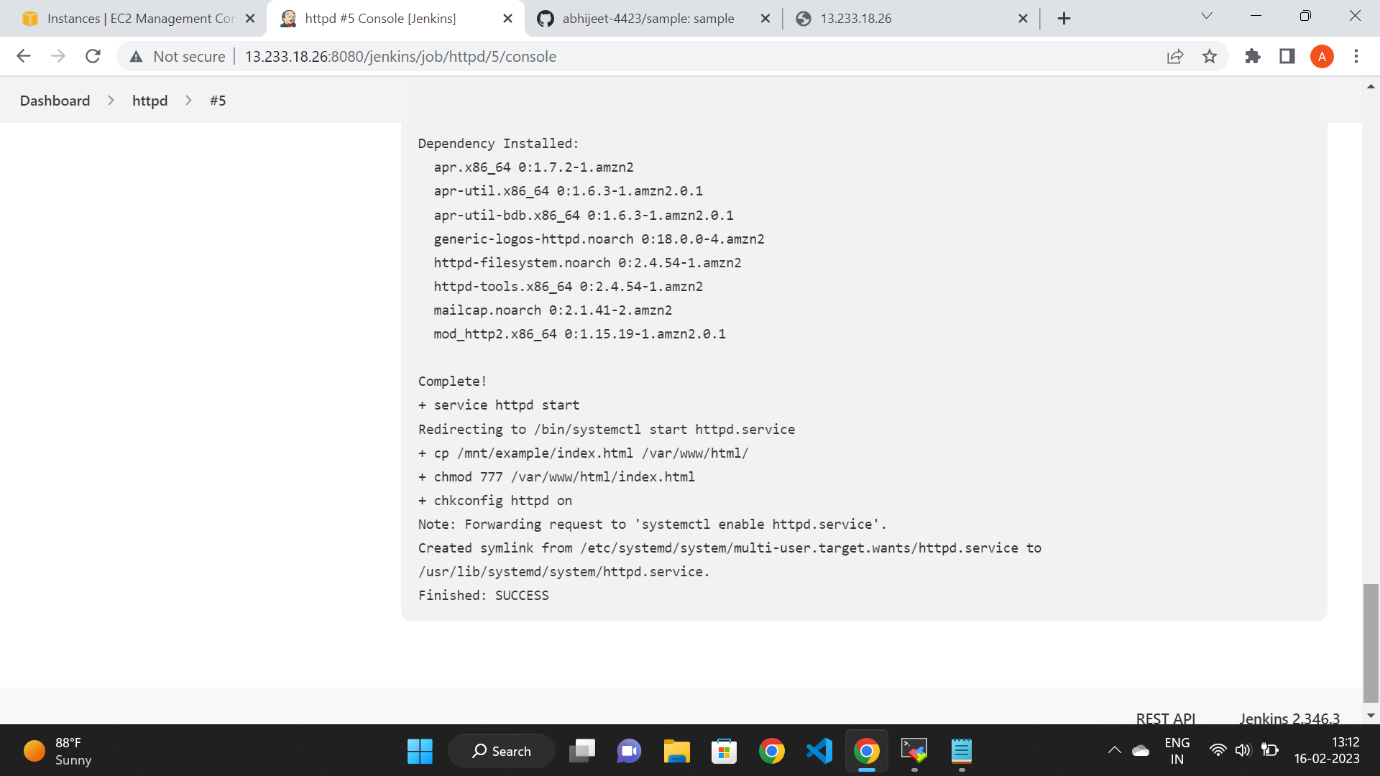 Instances | EC2 Management Con
httpd #5 Console [Jenkins]
abhijeet-4423/sample: sample
13.233.18.26
Not secure
13.233.18.26:8080/jenkins/job/httpd/5/console
A
Dashboard
httpd
#5
Dependency Installed:
apr.x86_64 0:1.7.2-1.amzn2
apr-util.x86_64 0:1.6.3-1.amzn2.0.1
apr-util-bdb.x86_64 0:1.6.3-1.amzn2.0.1
generic-logos-httpd.noarch 0:18.0.0-4.amzn2
httpd-filesystem.noarch 0:2.4.54-1.amzn2
httpd-tools.x86_64 0:2.4.54-1.amzn2
mailcap.noarch 0:2.1.41-2.amzn2
mod_http2.x86_64 0:1.15.19-1.amzn2.0.1
Complete!
+ service httpd start
Redirecting to /bin/systemctl start httpd.service
+ cp /mnt/example/index.html /var/www/html/
+ chmod 777 /var/www/html/index.html
+ chkconfig httpd on
Note: Forwarding request to 'systemctl enable httpd.service'.
Created symlink from /etc/systemd/system/multi-user.target.wants/httpd.service to
/usr/lib/systemd/system/httpd.service.
Finished: SUCCESS
REST API
Jenkins 2.346.3
88°F
Sunny
Search
ENG
IN
13:12
16-02-2023